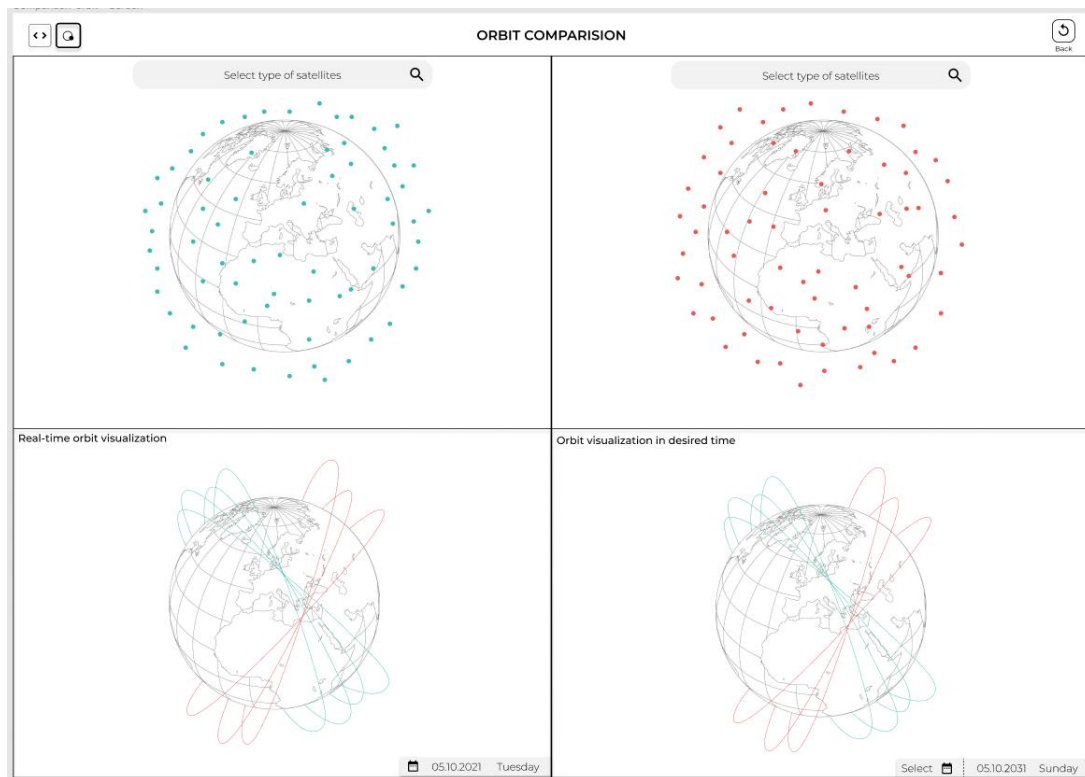 ORBIT COMPARISION
Back
Select type of satellites
Select type of satellites
Real-time orbit visualization
Orbit visualization in desired time
05.10.2021 Tuesday
Select 05.10.2031 Sunday